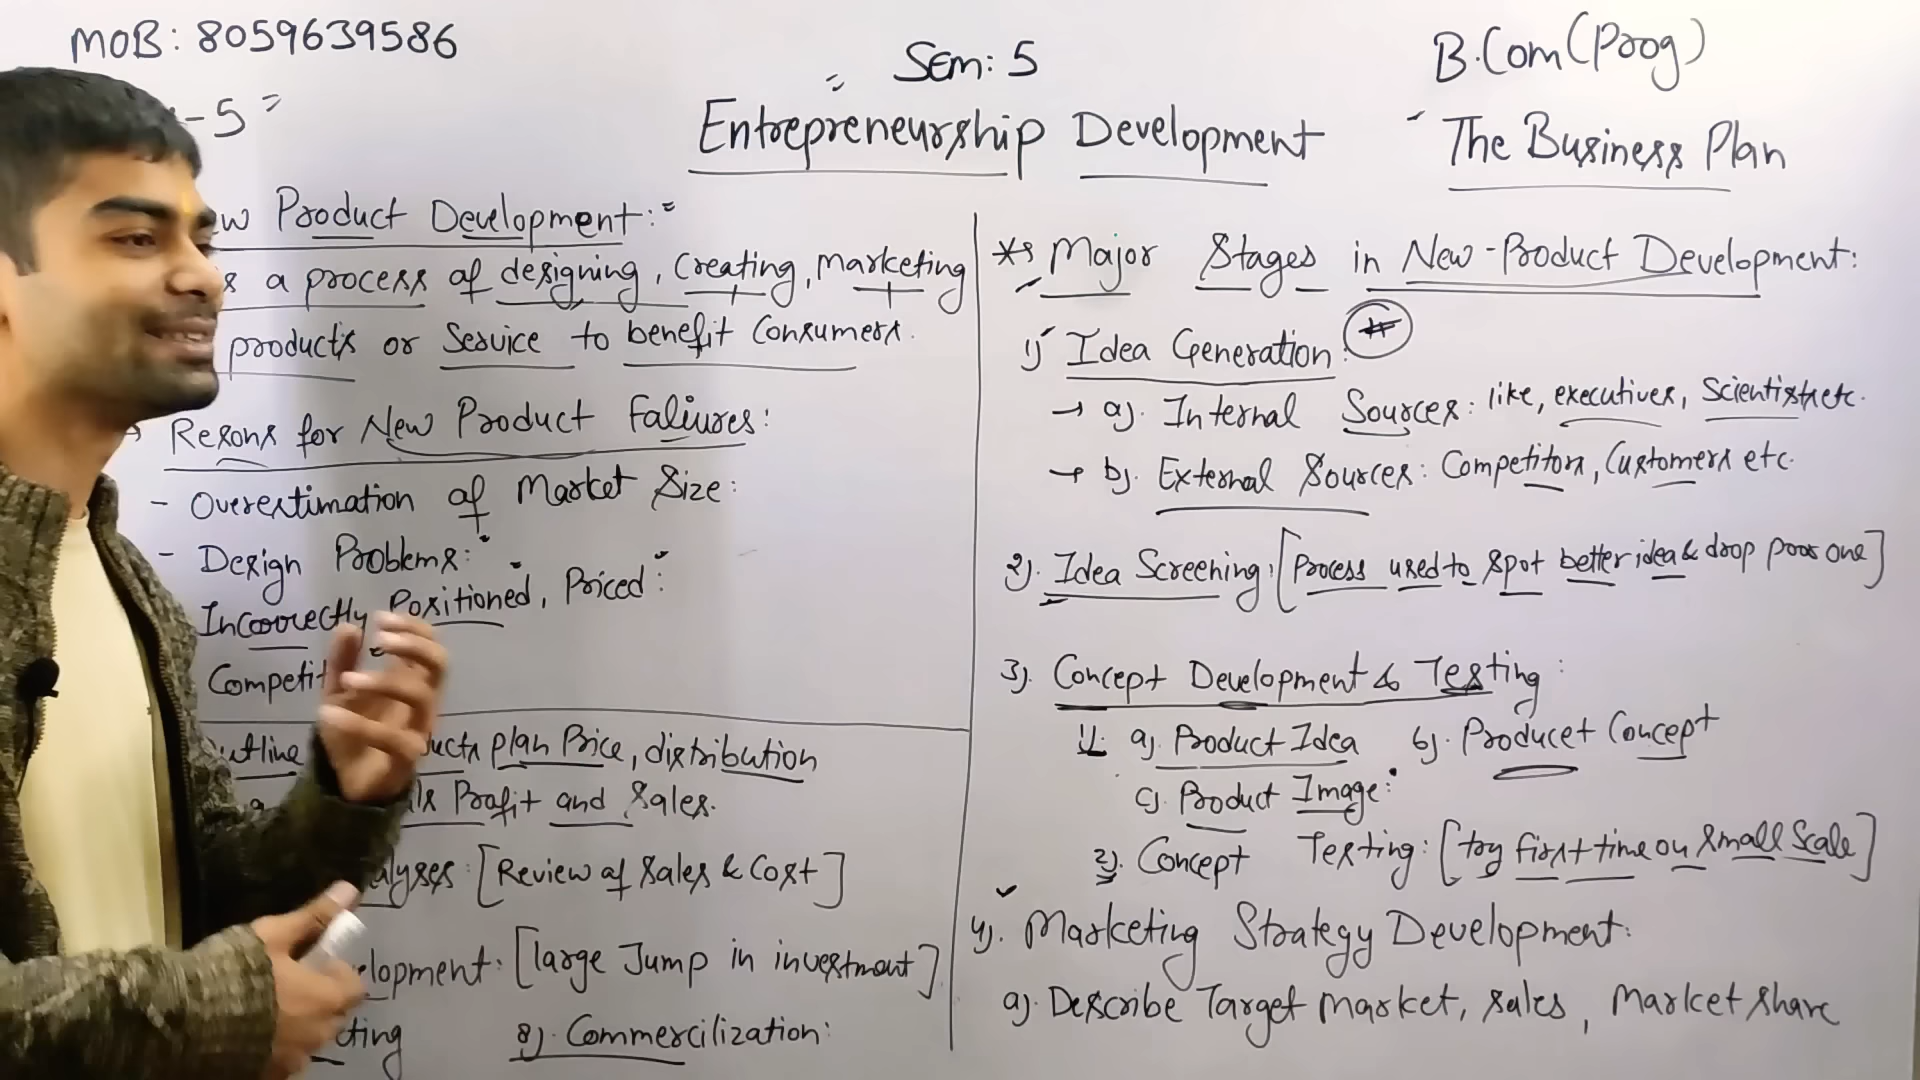 MOB: 8059639586
Sem: 5
B.Com (Prog)
-5
Entrepreneurship Development
The Business Plan
Product Development:
a process of designing, Creating, Marketing
products or Service to benefit Consumers.
Resons for New Product Faliures:
- Overestimation of Market Size:
- Design Problems:
Incorrectly Positioned, Priced:
plan Price, distribution
Profit and Sales.
[Review of Sales & Cost]
[large Jump in investment]
8). Commercilization:
Major Stages in New-Product Development:
1) Idea Generation:
→ a). Internal Sources: like, executives, Scientists etc.
→ b). External Sources: Competitors, Customers etc.
2). Idea Screening: [Process used to spot better idea & drop poor one]
3). Concept Development & Testing:
1). a). Product Idea b). Producet Concept
c). Product Image:
2). Concept Testing: [try first time on small Scale]
4). Marketing Strategy Development:
a). Describe Target market, sales, Market share